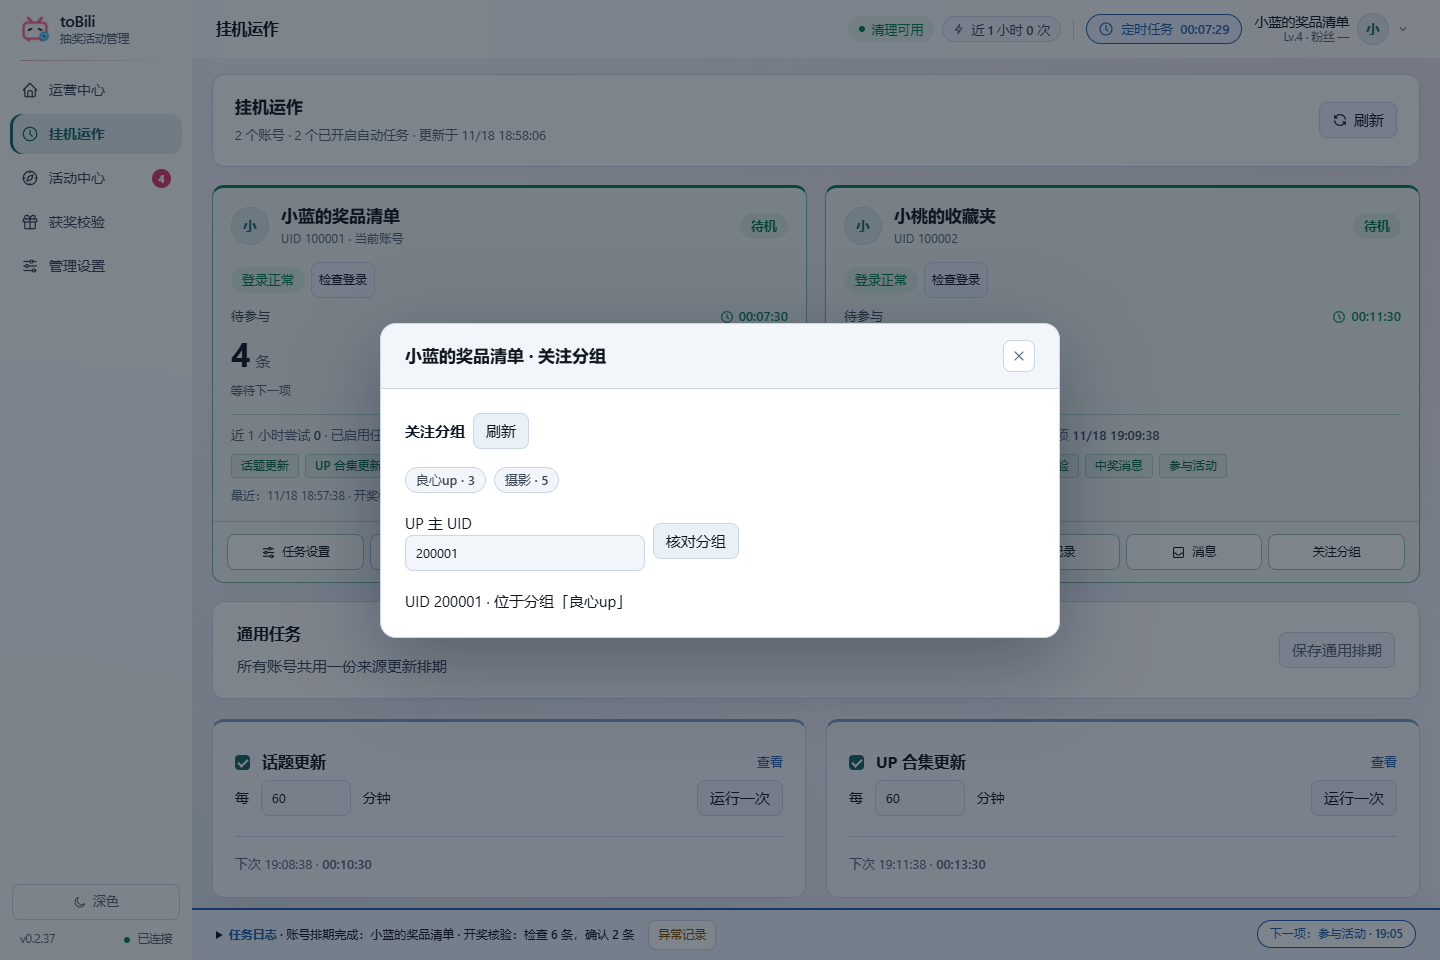 toBili
抽奖活动管理
运营中心
挂机运作
活动中心
4
获奖校验
管理设置
深色
v0.2.37
已连接
挂机运作
清理可用
近 1 小时 0 次
定时任务 00:07:29
小蓝的奖品清单
Lv.4 · 粉丝 —
小
挂机运作
2 个账号 · 2 个已开启自动任务 · 更新于 11/18 18:58:06
刷新
小
小蓝的奖品清单
UID 100001 · 当前账号
待机
登录正常
检查登录
待参与
00:07:30
4 条
等待下一项
近 1 小时尝试 0 · 已启用任
话题更新
UP 合集更新
最近：11/18 18:57:38 · 开奖
任务设置
小
小桃的收藏夹
UID 100002
待机
登录正常
检查登录
待参与
00:11:30
11/18 19:09:38
中奖消息
参与活动
消息
关注分组
小蓝的奖品清单 · 关注分组
关注分组
刷新
良心up · 3
摄影 · 5
UP 主 UID
200001
核对分组
UID 200001 · 位于分组「良心up」
通用任务
所有账号共用一份来源更新排期
保存通用排期
话题更新
查看
每 60 分钟
运行一次
下次 19:08:38 · 00:10:30
UP 合集更新
查看
每 60 分钟
运行一次
下次 19:11:38 · 00:13:30
任务日志 · 账号排期完成：小蓝的奖品清单 · 开奖核验：检查 6 条，确认 2 条
异常记录
下一项：参与活动 · 19:05